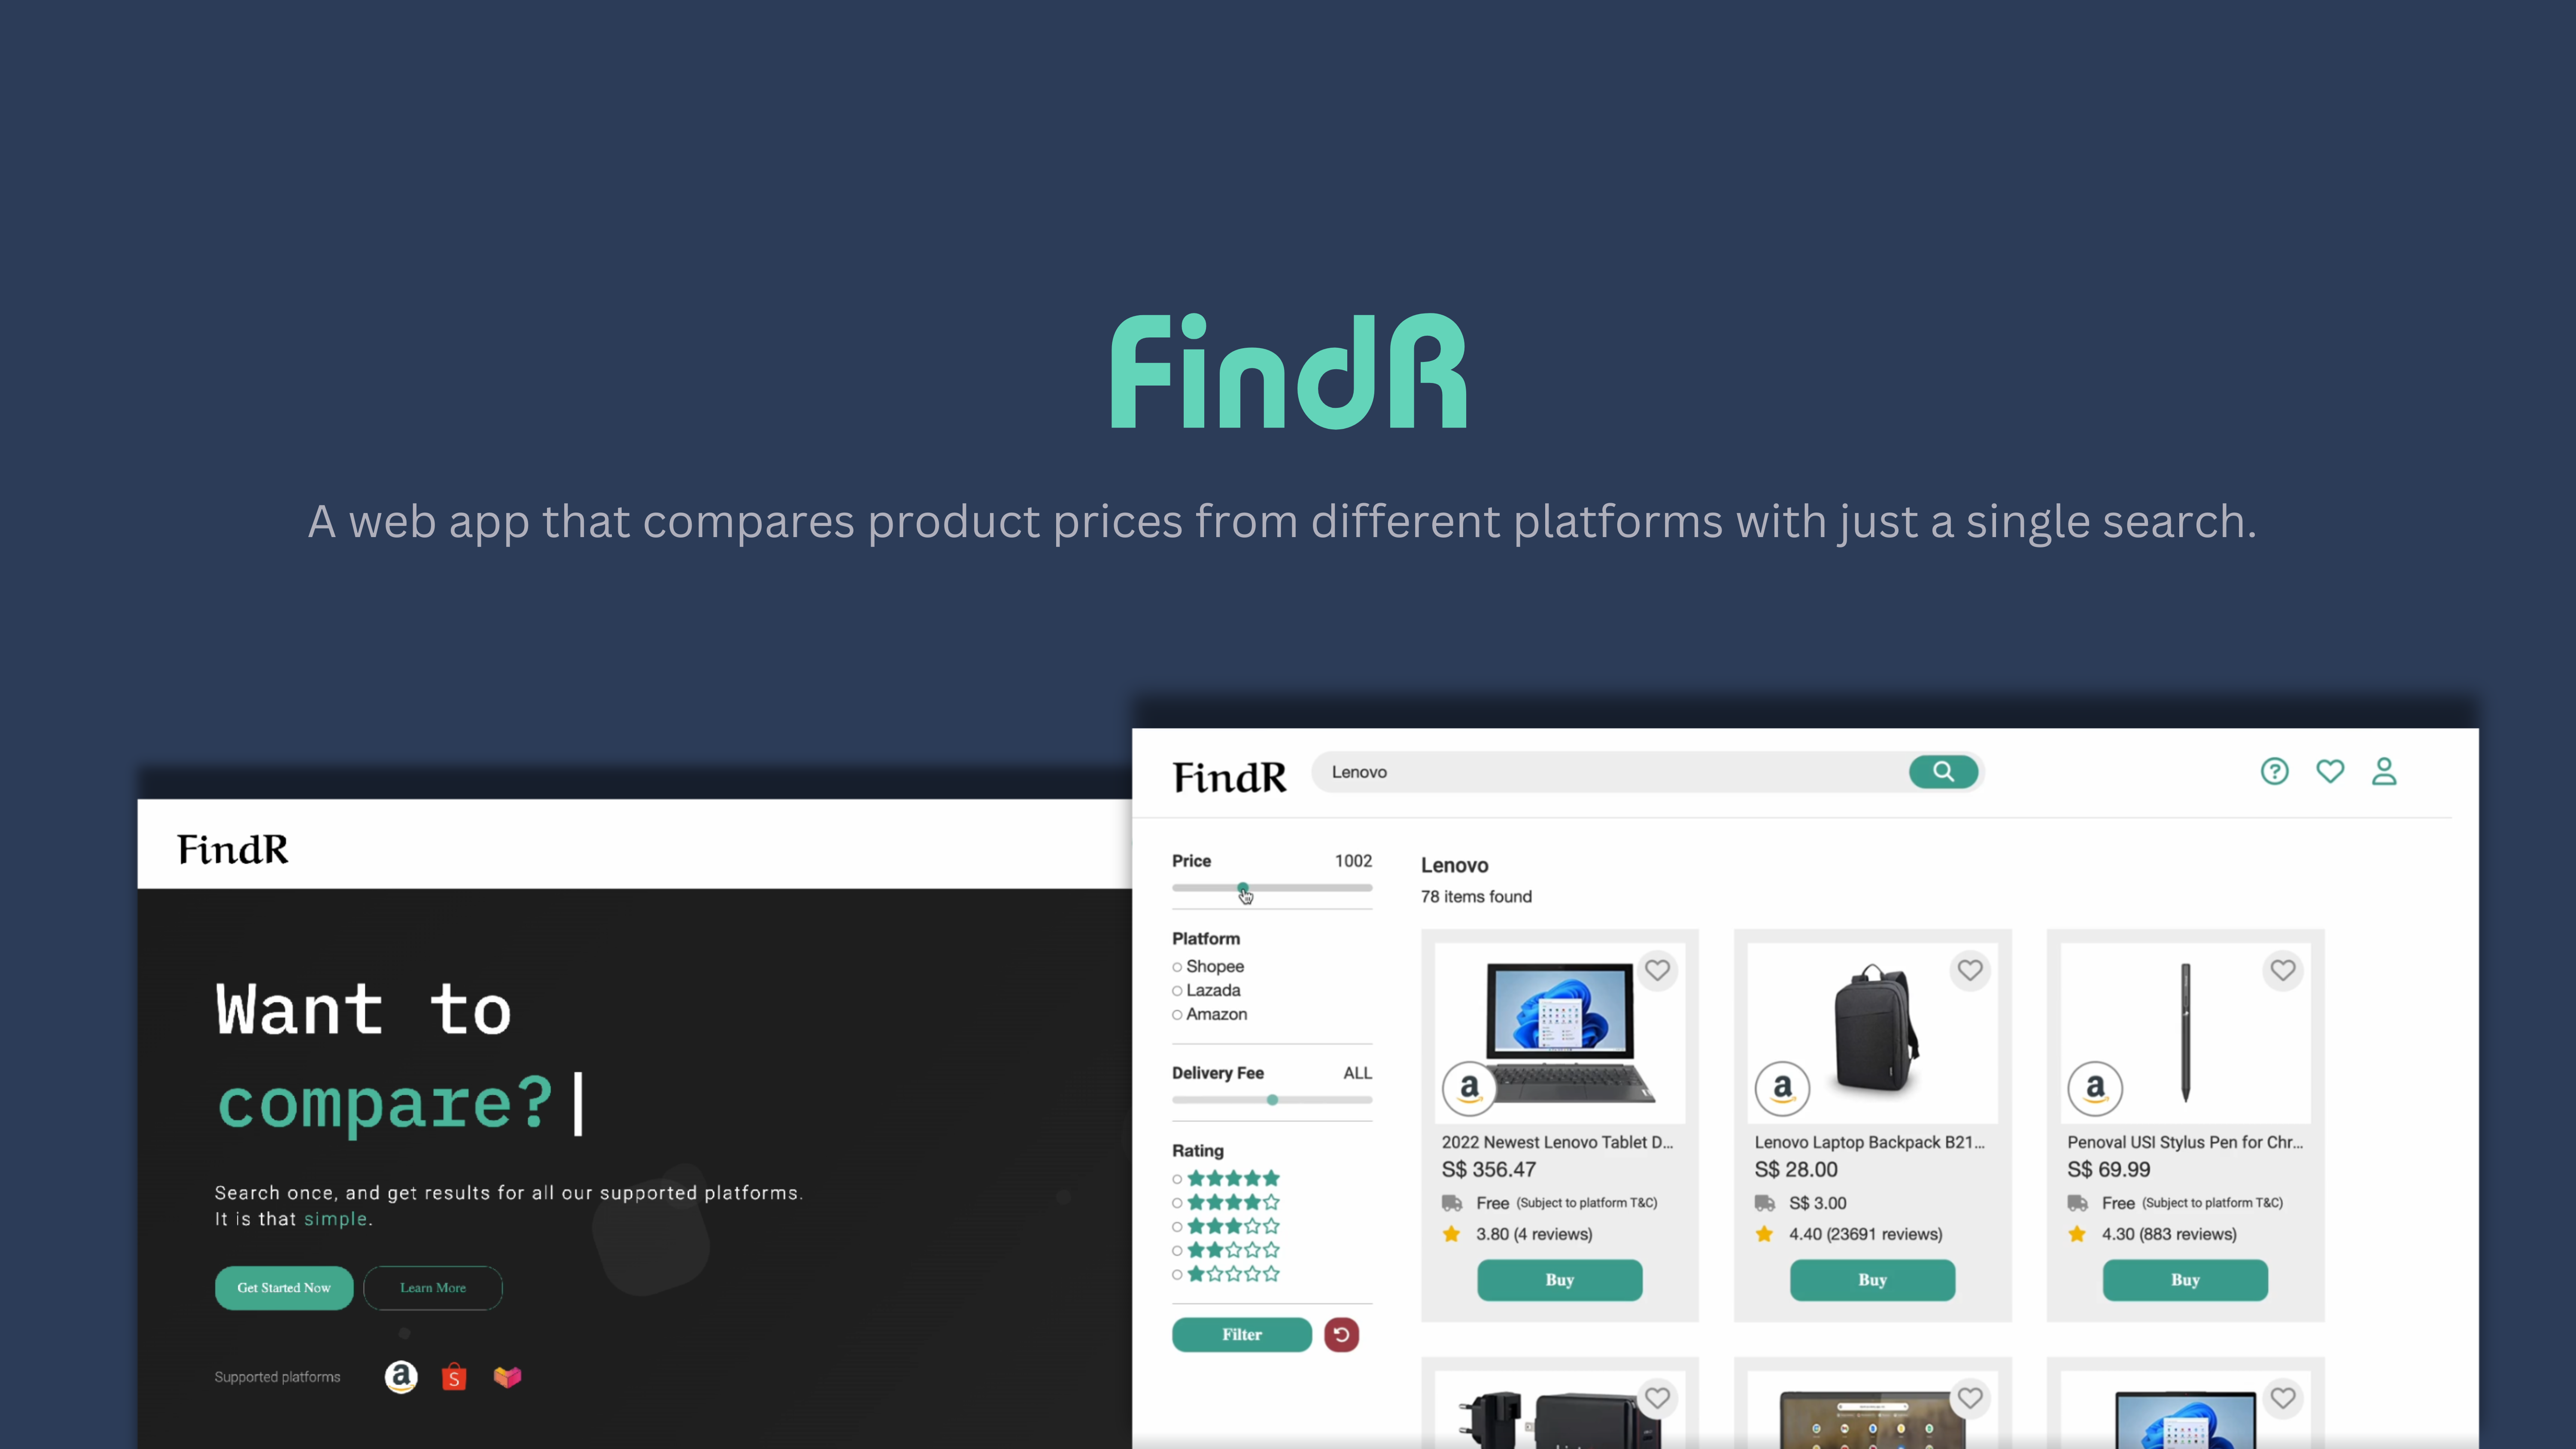 FindR
A web app that compares product prices from different platforms with just a single search.
FindR
Want to
compare?
Search once, and get results for all our supported platforms.
It is that simple.
Get Started Now
Learn More
Supported platforms
a
S
FindR
Lenovo
Price 1002
Platform
Shopee
Lazada
Amazon
Delivery Fee ALL
Rating
Filter
Lenovo
78 items found
a
2022 Newest Lenovo Tablet D...
S$ 356.47
Free (Subject to platform T&C)
3.80 (4 reviews)
Buy
a
Lenovo Laptop Backpack B21...
S$ 28.00
S$ 3.00
4.40 (23691 reviews)
Buy
a
Penoval USI Stylus Pen for Chr...
S$ 69.99
Free (Subject to platform T&C)
4.30 (883 reviews)
Buy